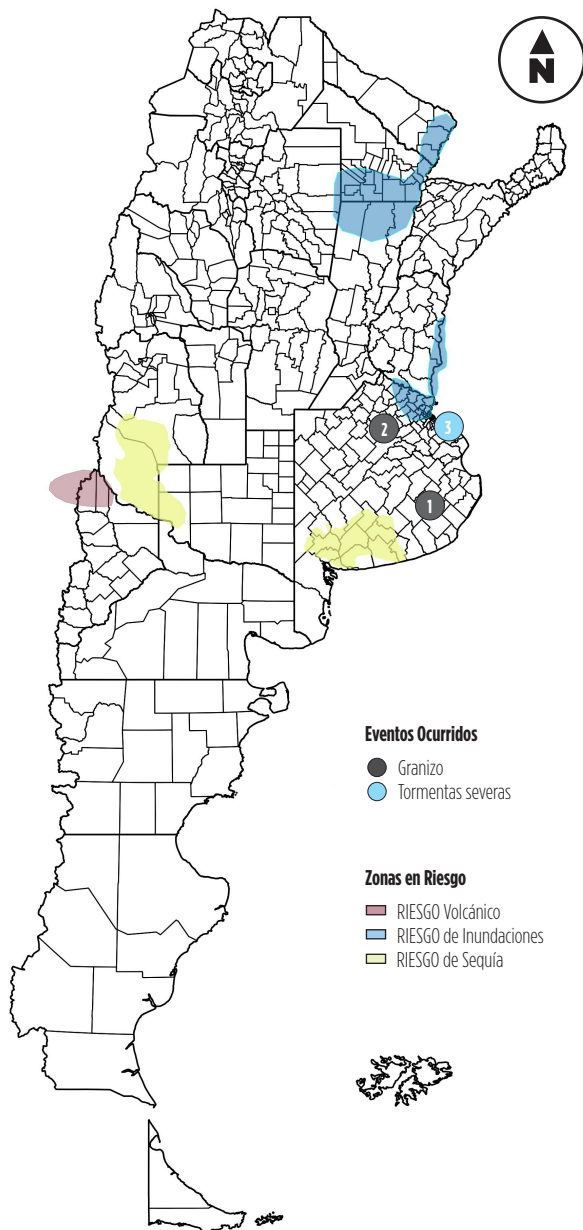 N
3
2
1
Eventos Ocurridos
Granizo
Tormentas severas
Zonas en Riesgo
RIESGO Volcánico
RIESGO de Inundaciones
RIESGO de Sequía